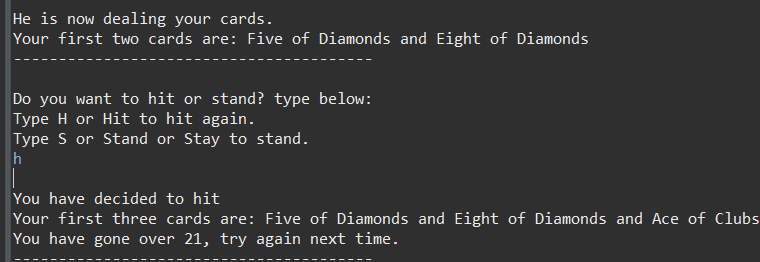 He is now dealing your cards.
Your first two cards are: Five of Diamonds and Eight of Diamonds
----------------------------------------
Do you want to hit or stand? type below:
Type H or Hit to hit again.
Type S or Stand or Stay to stand.
h
You have decided to hit
Your first three cards are: Five of Diamonds and Eight of Diamonds and Ace of Clubs
You have gone over 21, try again next time.
----------------------------------------